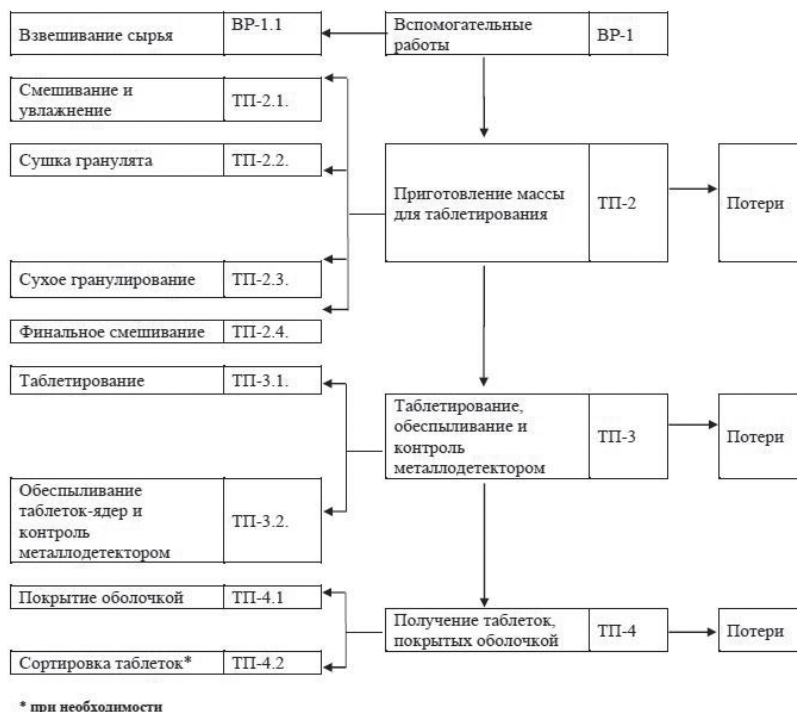 Взвешивание сырья
ВР-1.1
Вспомогательные
работы
ВР-1
Смешивание и
увлажнение
ТП-2.1.
Сушка гранулята
ТП-2.2.
Приготовление массы
для таблетирования
ТП-2
Потери
Сухое гранулирование
ТП-2.3.
Финальное смешивание
ТП-2.4.
Таблетирование
ТП-3.1.
Таблетирование,
обеспыливание и
контроль
металлодетектором
ТП-3
Потери
Обеспыливание
таблеток-ядер и
контроль
металлодетектором
ТП-3.2.
Покрытие оболочкой
ТП-4.1
Получение таблеток,
покрытых оболочкой
ТП-4
Потери
Сортировка таблеток*
ТП-4.2
* при необходимости